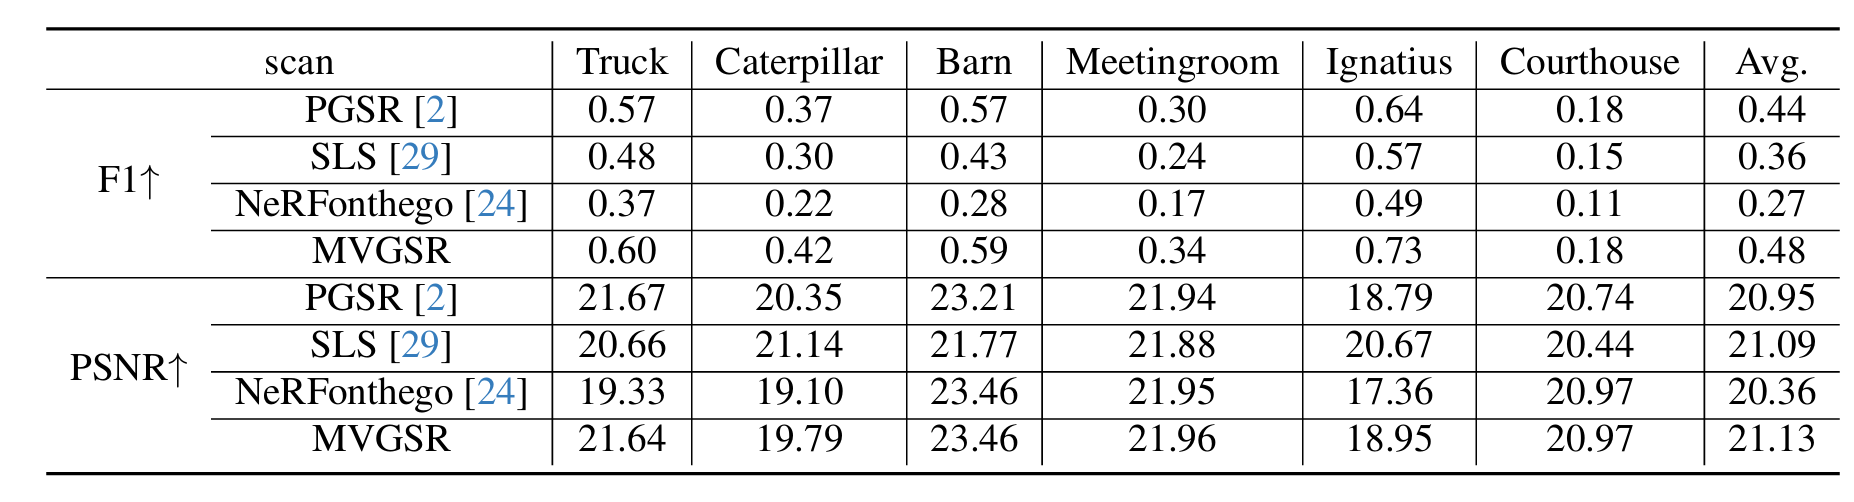 scan Truck Caterpillar Barn Meetingroom Ignatius Courthouse Avg.
F1↑
PGSR [2] 0.57 0.37 0.57 0.30 0.64 0.18 0.44
SLS [29] 0.48 0.30 0.43 0.24 0.57 0.15 0.36
NeRFonthego [24] 0.37 0.22 0.28 0.17 0.49 0.11 0.27
MVGSR 0.60 0.42 0.59 0.34 0.73 0.18 0.48
PSNR↑
PGSR [2] 21.67 20.35 23.21 21.94 18.79 20.74 20.95
SLS [29] 20.66 21.14 21.77 21.88 20.67 20.44 21.09
NeRFonthego [24] 19.33 19.10 23.46 21.95 17.36 20.97 20.36
MVGSR 21.64 19.79 23.46 21.96 18.95 20.97 21.13